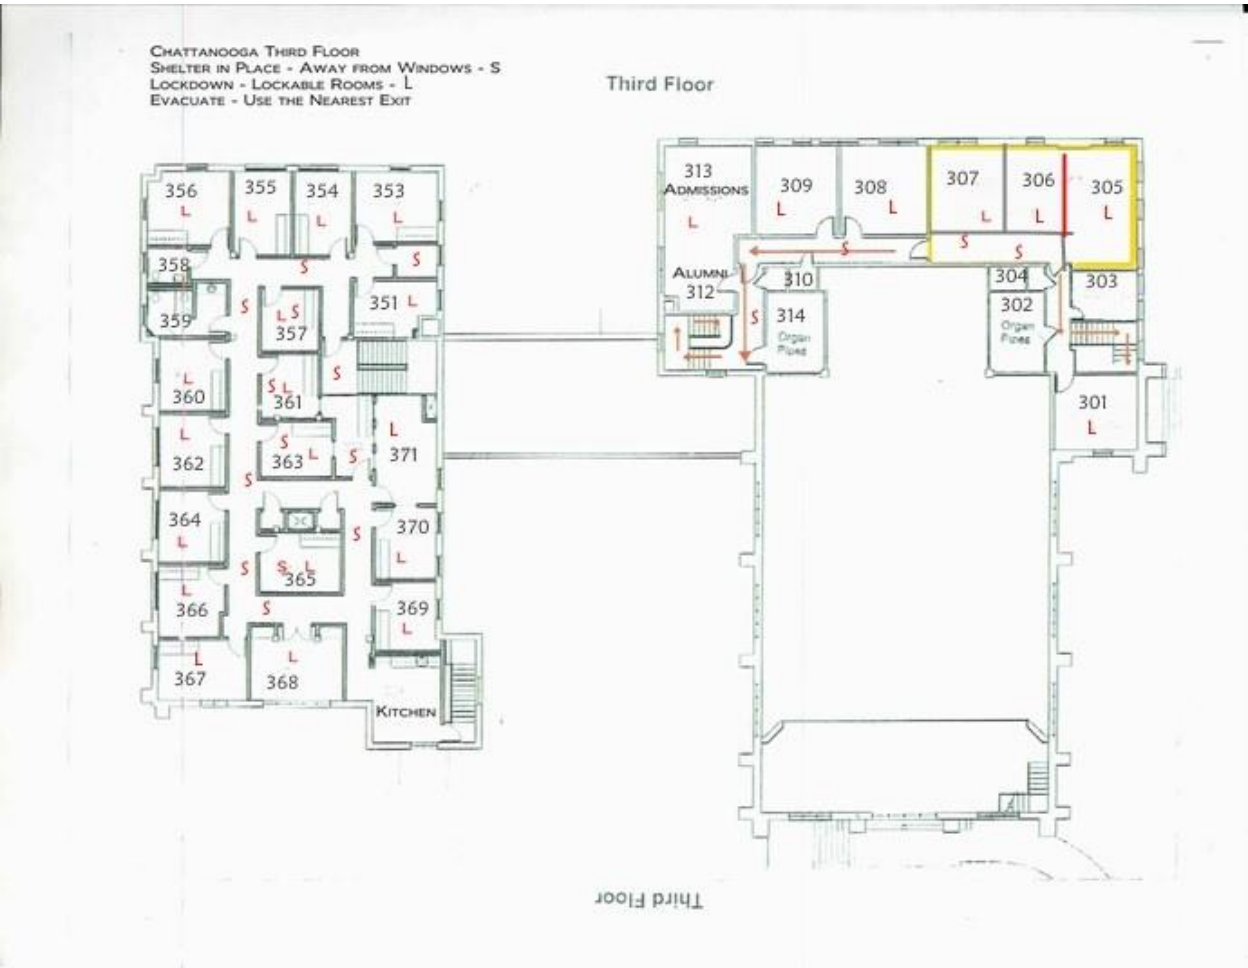 Chattanooga Third Floor
Shelter in Place - Away from Windows - S
Lockdown - Lockable Rooms - L
Evacuate - Use the Nearest Exit
Third Floor
356
L
355
L
354
L
353
L
358
S
S
359
S
L S
357
351 L
L
360
S L
361
S
L
362
S
363 L
S
L
371
S
364
L
S
370
L
S
S L
365
L
366
S
369
L
L
367
L
368
Kitchen
313
Admissions
L
309
L
308
L
307
L
306
L
305
L
S
S
S
Alumni
312
310
304
303
S
314
Organ
Pipes
302
Organ
Pipes
301
L
Third Floor